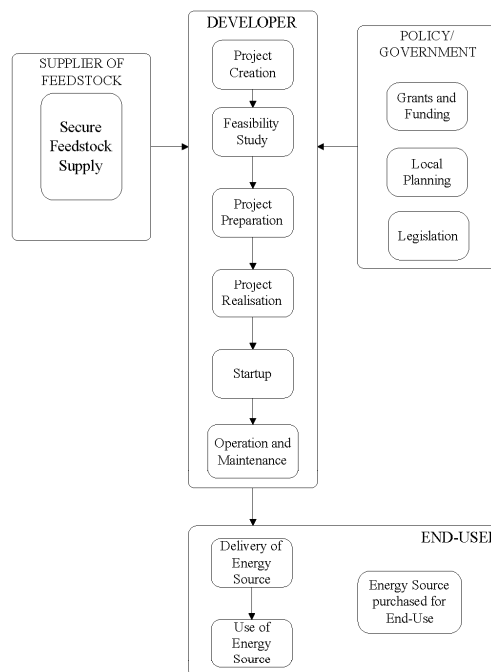 SUPPLIER OF
FEEDSTOCK
Secure
Feedstock
Supply
DEVELOPER
Project
Creation
Feasibility
Study
Project
Preparation
Project
Realisation
Startup
Operation and
Maintenance
POLICY/
GOVERNMENT
Grants and
Funding
Local
Planning
Legislation
END-USER
Delivery of
Energy
Source
Use of
Energy
Source
Energy Source
purchased for
End-Use